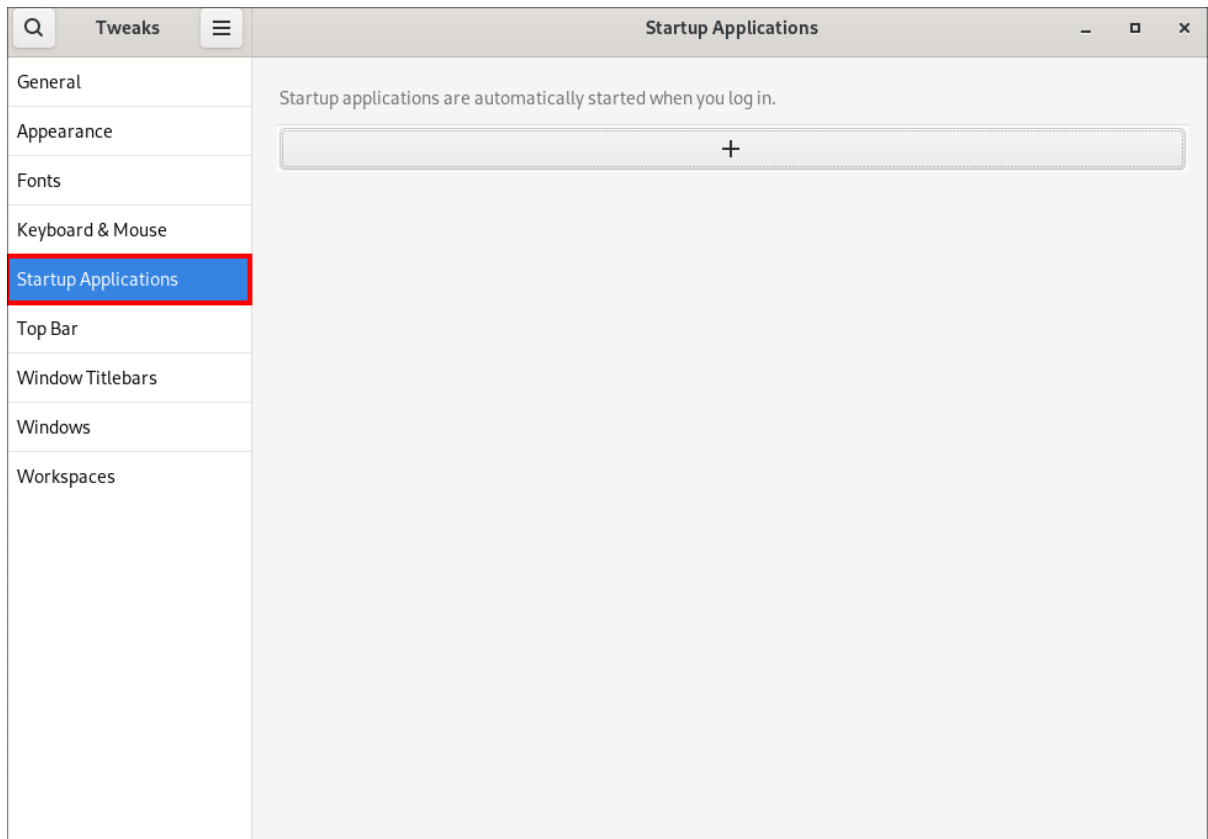 Tweaks
Startup Applications
General
Appearance
Fonts
Keyboard & Mouse
Startup Applications
Top Bar
Window Titlebars
Windows
Workspaces
Startup applications are automatically started when you log in.
+